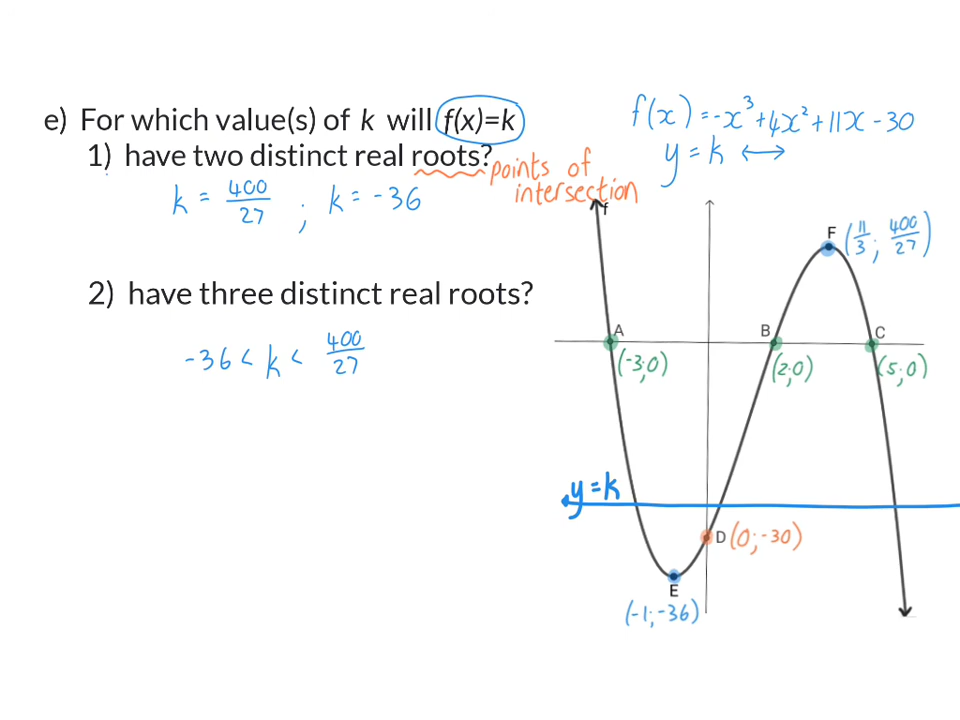 e) For which value(s) of k will f(x)=k
1) have two distinct real roots?
points of
intersection
k = 400/27 ; k = -36
2) have three distinct real roots?
-36 < k < 400/27
f(x) = -x³ + 4x² + 11x - 30
y = k ↔
f
F (11/3 ; 400/27)
A
(-3;0)
B
(2;0)
C
(5;0)
y = k
D (0;-30)
E
(-1;-36)